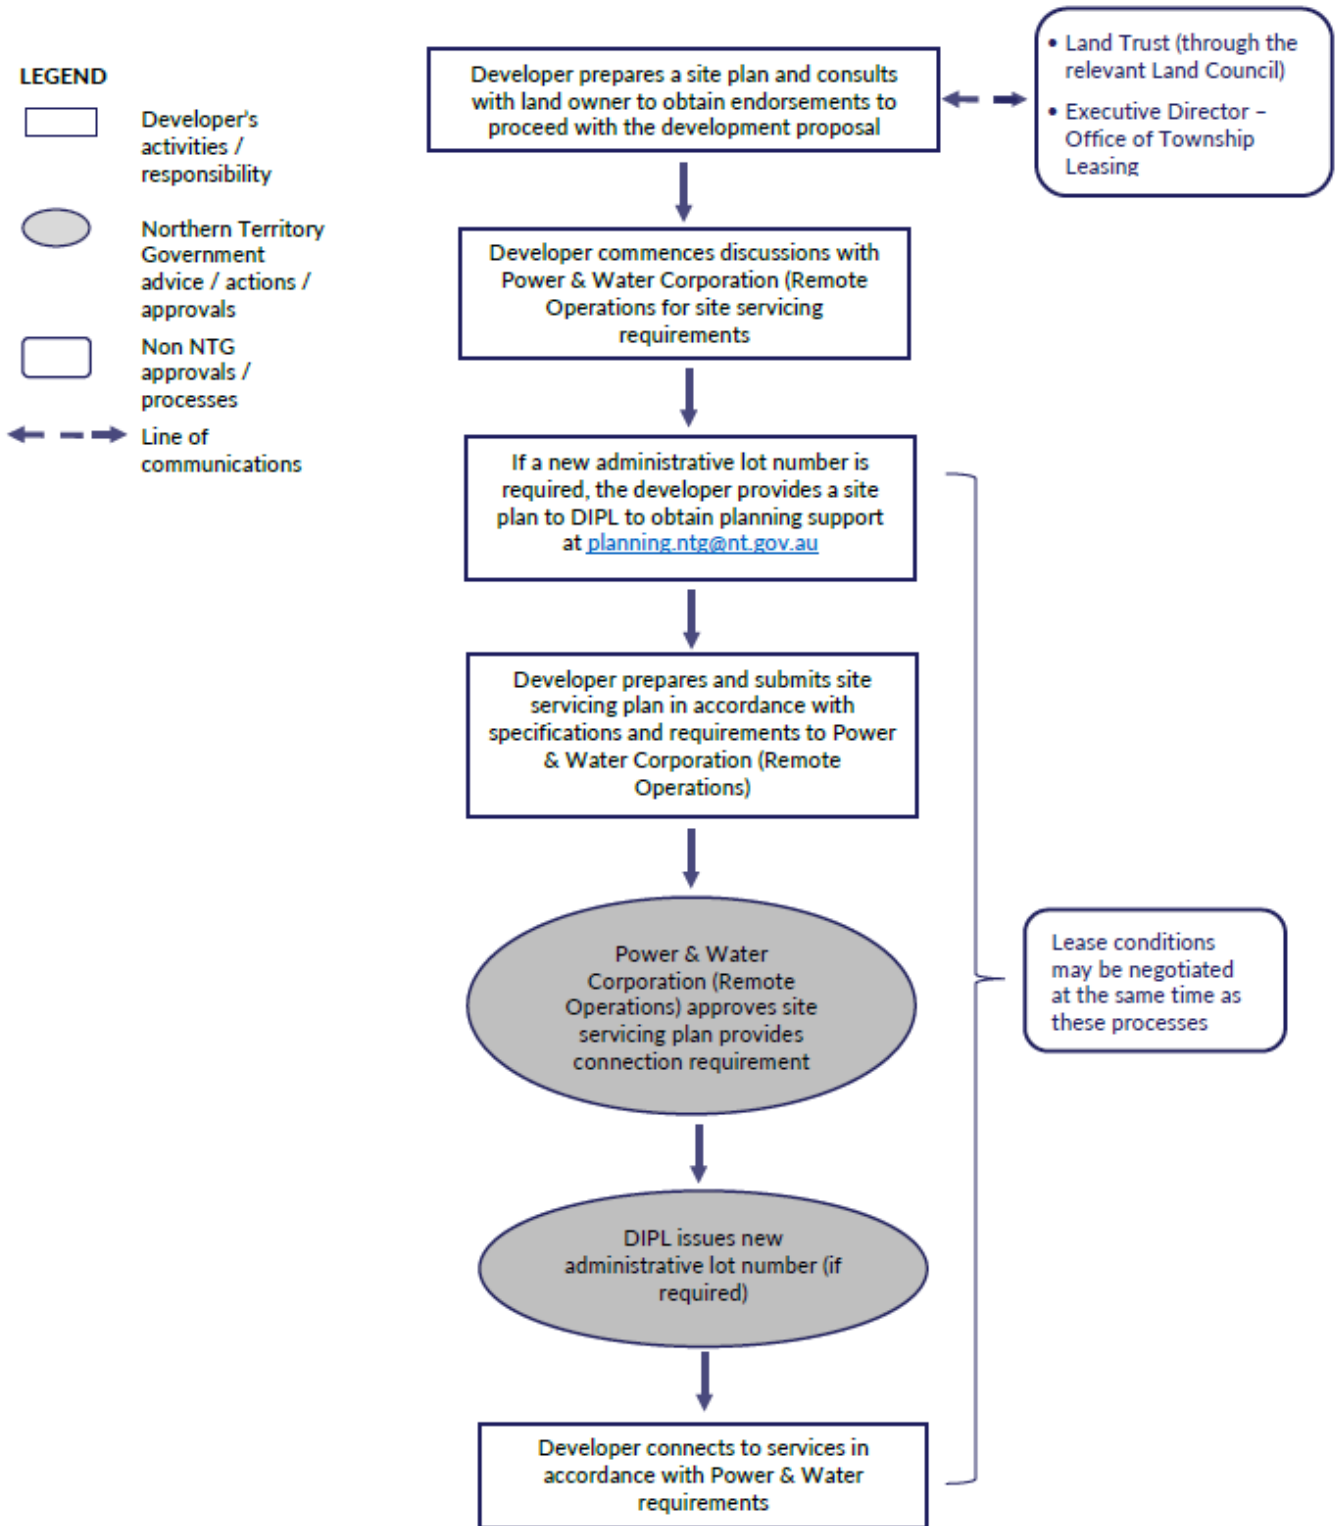 LEGEND
Developer's
activities /
responsibility
Northern Territory
Government
advice / actions /
approvals
Non NTG
approvals /
processes
Line of
communications
Developer prepares a site plan and consults
with land owner to obtain endorsements to
proceed with the development proposal
• Land Trust (through the
relevant Land Council)
• Executive Director –
Office of Township
Leasing
Developer commences discussions with
Power & Water Corporation (Remote
Operations for site servicing
requirements
If a new administrative lot number is
required, the developer provides a site
plan to DIPL to obtain planning support
at planning.ntg@nt.gov.au
Developer prepares and submits site
servicing plan in accordance with
specifications and requirements to Power
& Water Corporation (Remote
Operations)
Power & Water
Corporation (Remote
Operations) approves site
servicing plan provides
connection requirement
Lease conditions
may be negotiated
at the same time as
these processes
DIPL issues new
administrative lot number (if
required)
Developer connects to services in
accordance with Power & Water
requirements